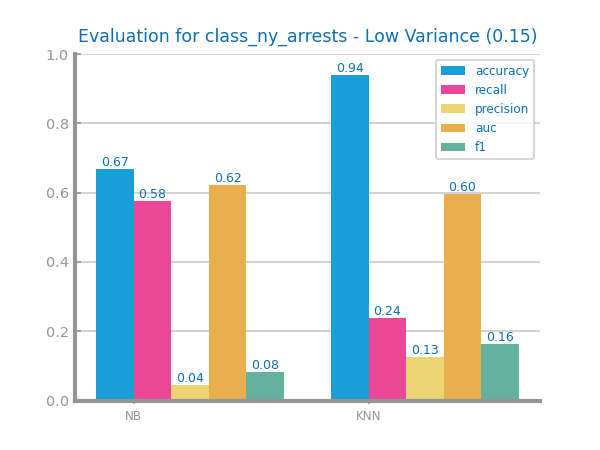 Evaluation for class_ny_arrests - Low Variance (0.15)
1.0
0.8
0.6
0.4
0.2
0.0
0.67
0.58
0.04
0.62
0.08
0.94
0.24
0.13
0.60
0.16
accuracy
recall
precision
auc
f1
NB
KNN